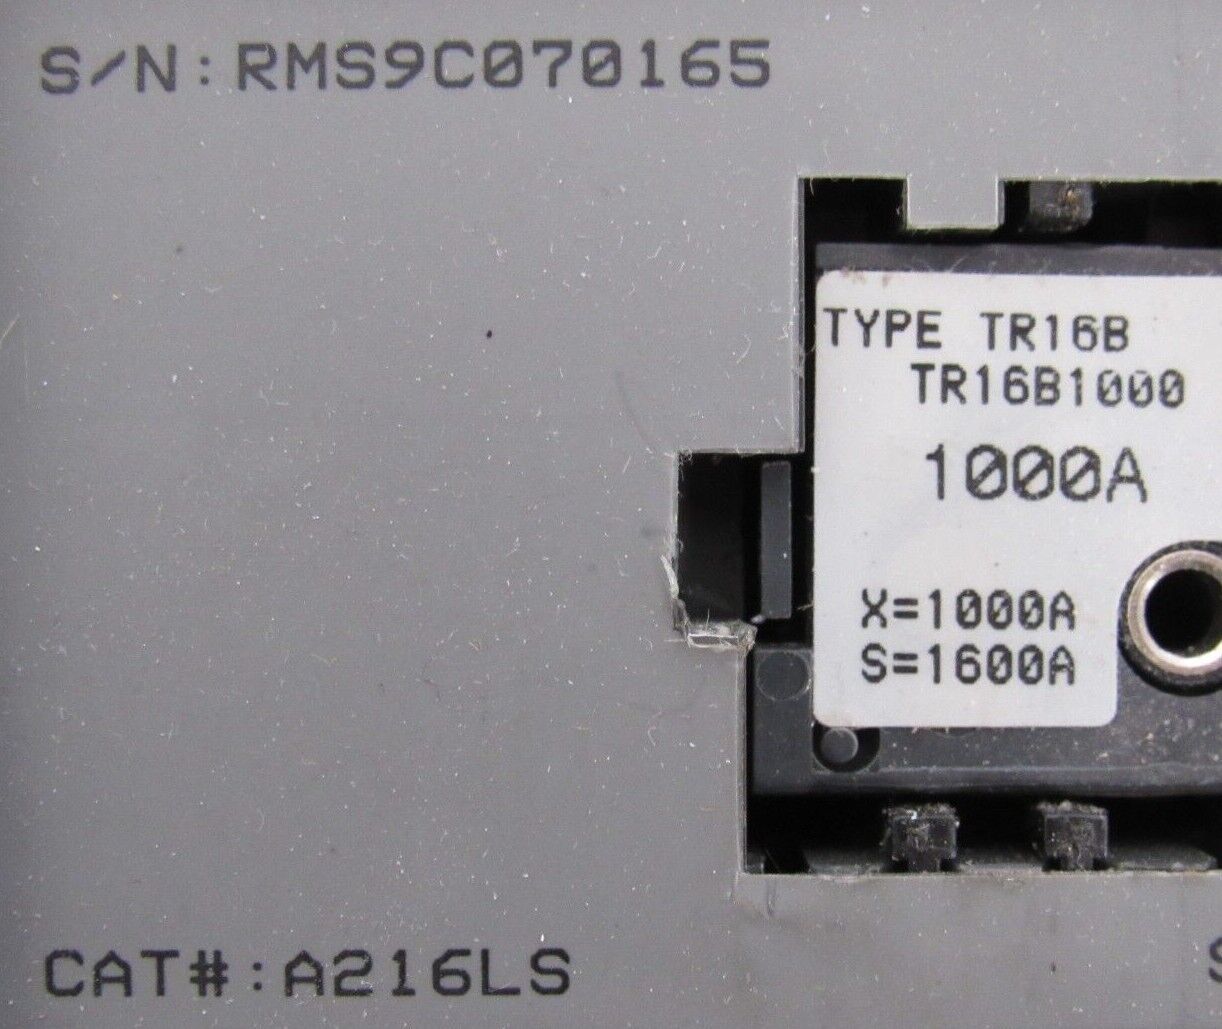 S/N:RMS9C070165
TYPE TR16B
TR16B1000
1000A
X=1000A
S=1600A
CAT#:A216LS